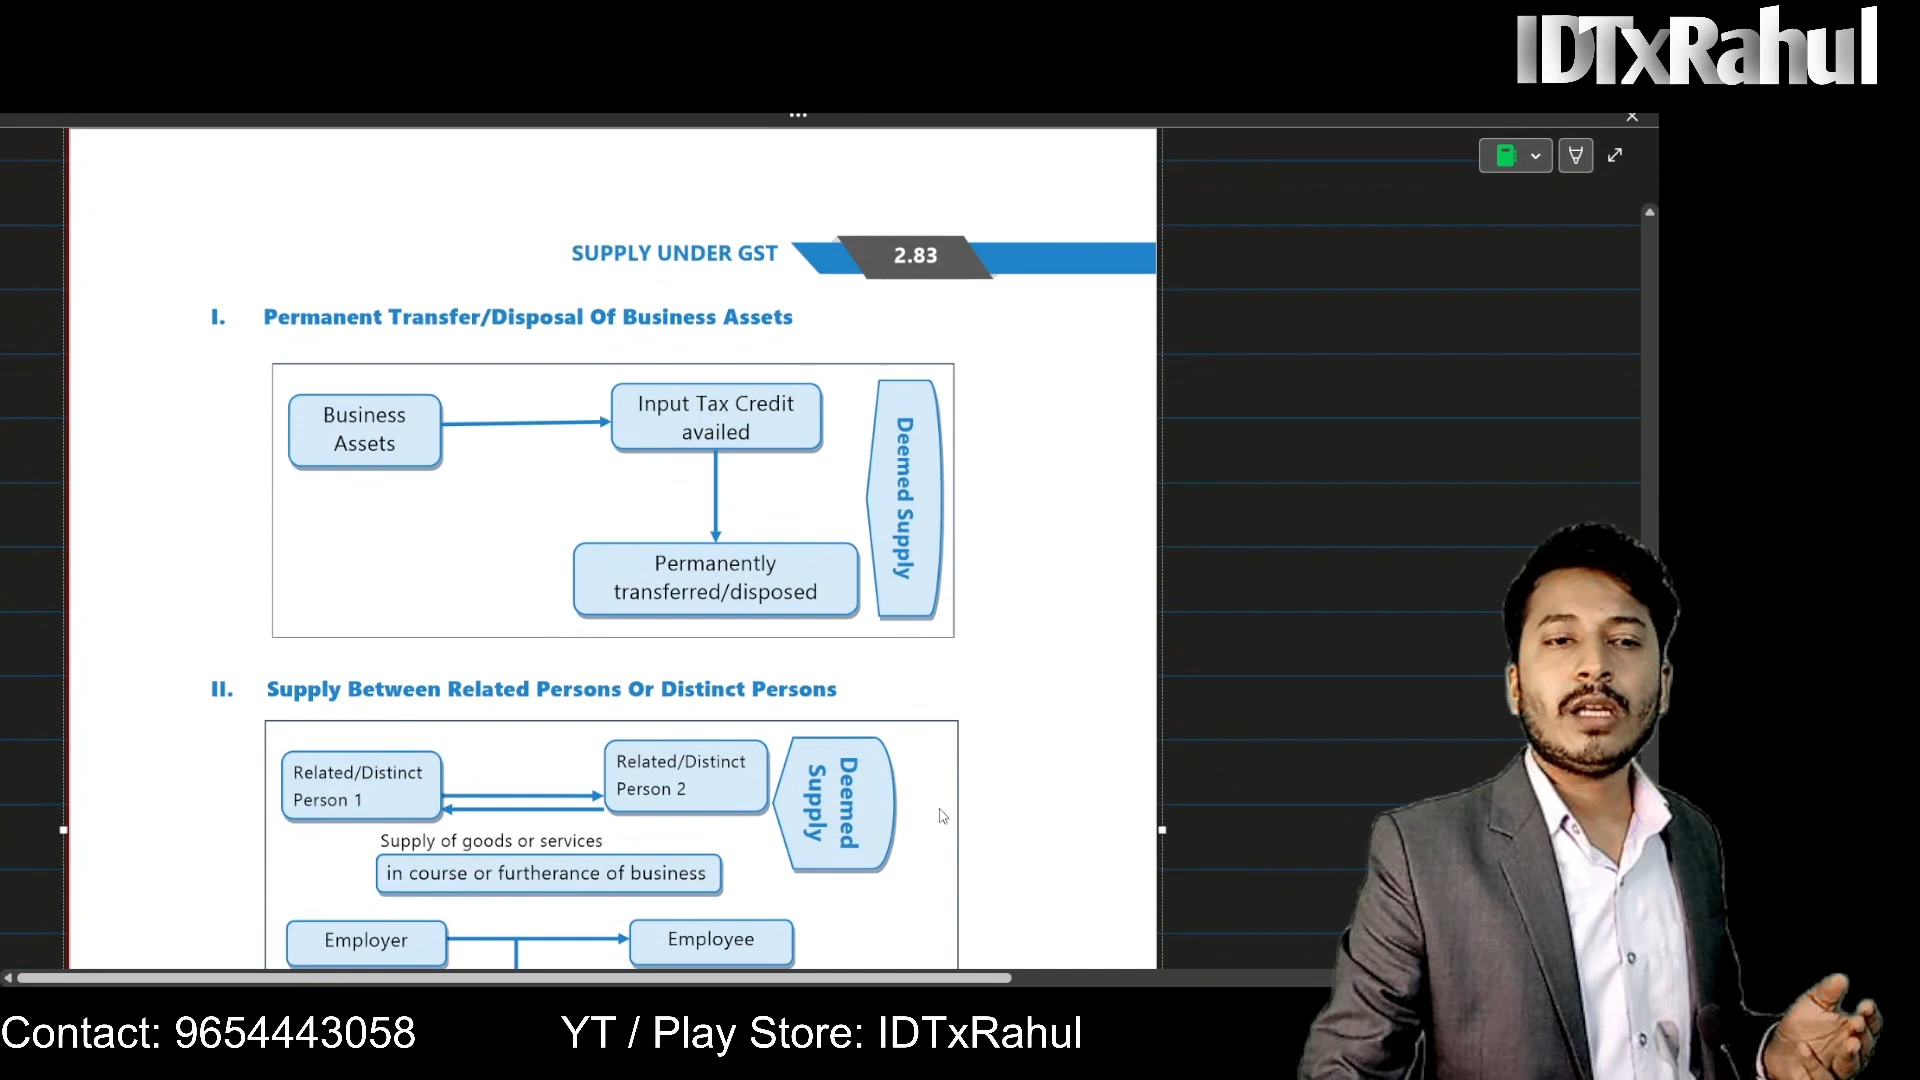 IDTxRahul
SUPPLY UNDER GST 2.83
I. Permanent Transfer/Disposal Of Business Assets
Business
Assets
Input Tax Credit
availed
Permanently
transferred/disposed
Deemed Supply
II. Supply Between Related Persons Or Distinct Persons
Related/Distinct
Person 1
Related/Distinct
Person 2
Deemed
Supply
Supply of goods or services
in course or furtherance of business
Employer
Employee
Contact: 9654443058
YT / Play Store: IDTxRahul